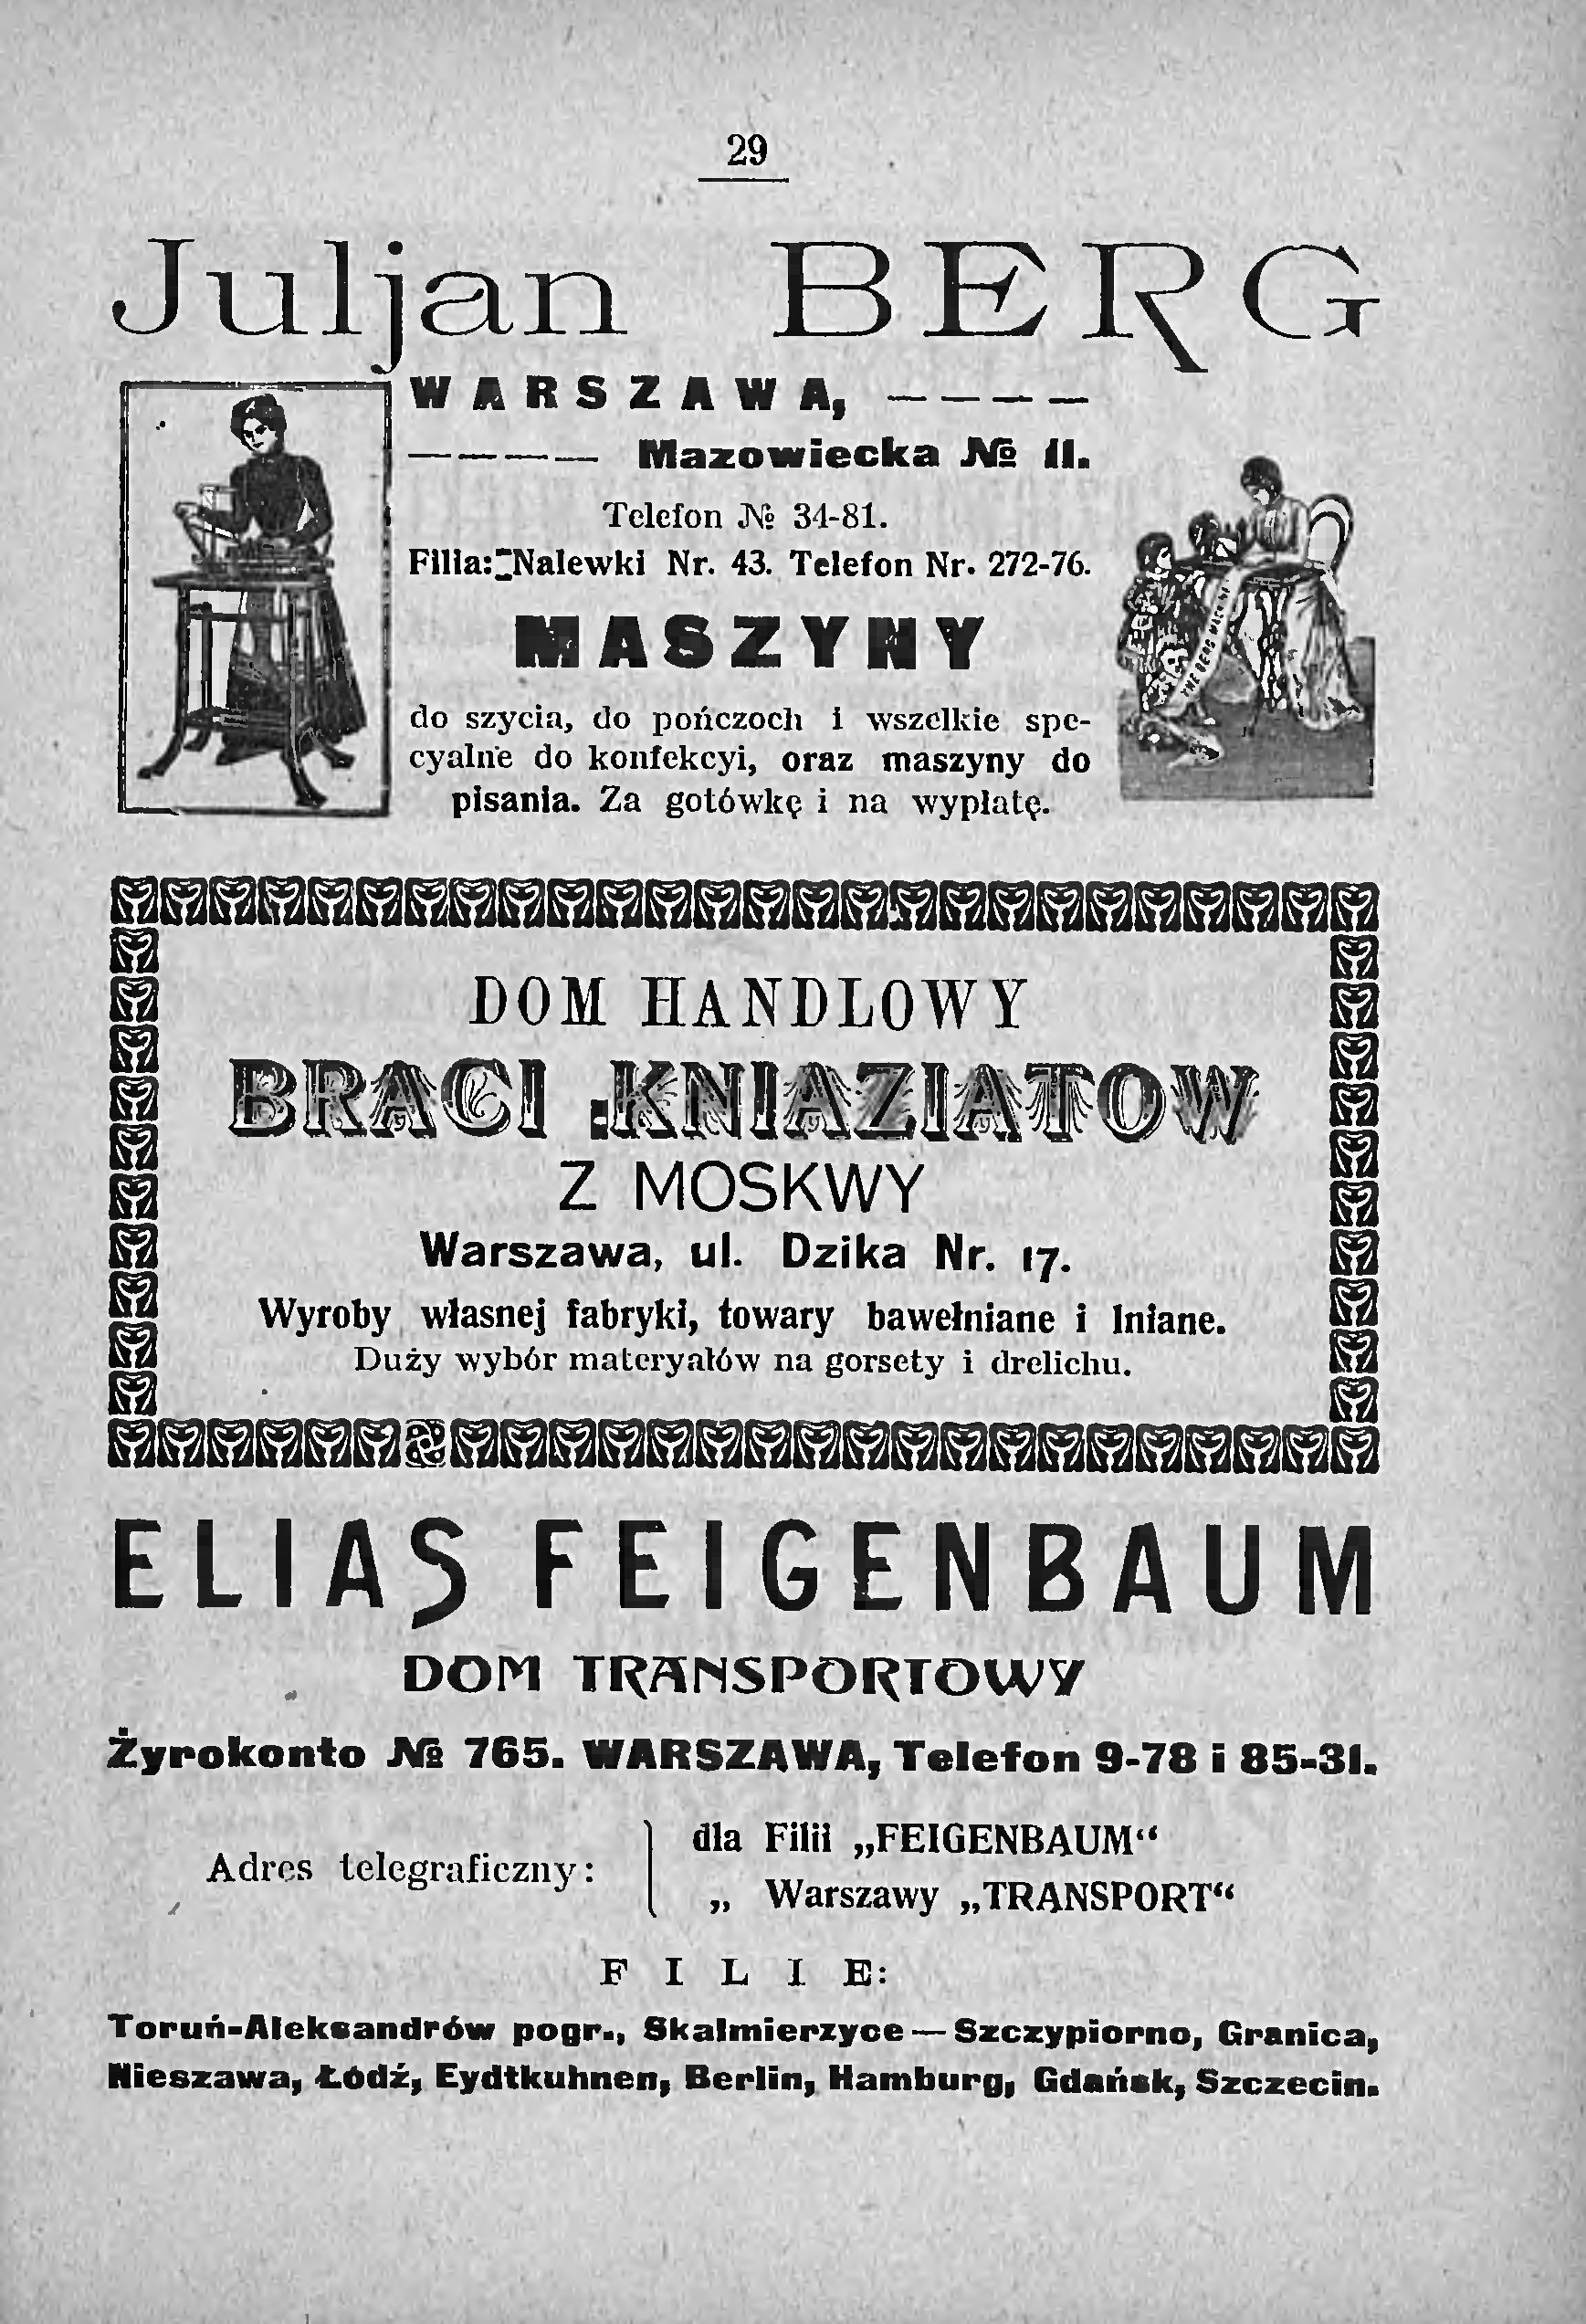 29
Juljan BERG
WARSZAWA, — — — —
— — — — Mazowiecka № 11.
Telefon № 34-81.
Filia: Nalewki Nr. 43. Telefon Nr. 272-76.
MASZYNY
do szycia, do pończoch i wszelkie spe-
cyalne do konfekcyi, oraz maszyny do
pisania. Za gotówkę i na wypłatę.
THE BERG MACHINE
DOM HANDLOWY
BRACI KNIAZIATOW
Z MOSKWY
Warszawa, ul. Dzika Nr. 17.
Wyroby własnej fabryki, towary bawełniane i lniane.
Duży wybór materyałów na gorsety i drelichu.
ELIAS FEIGENBAUM
DOM TRANSPORTOWY
Żyrokonto № 765. WARSZAWA, Telefon 9-78 i 85-31.
Adres telegraficzny:
dla Filii „FEIGENBAUM“
„ Warszawy „TRANSPORT“
FILIE:
Toruń-Aleksandrów pogr., Skalmierzyce — Szczypiorno, Granica,
Nieszawa, Łódź, Eydtkuhnen, Berlin, Hamburg, Gdańsk, Szczecin.